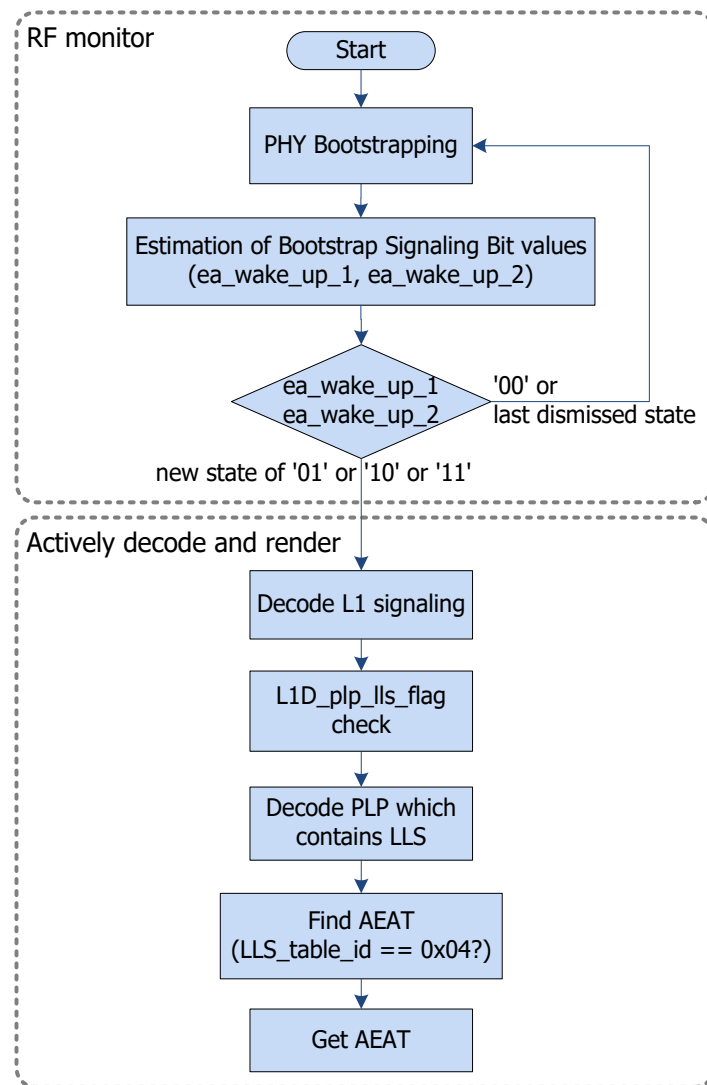 RF monitor
Start
PHY Bootstrapping
Estimation of Bootstrap Signaling Bit values
(ea_wake_up_1, ea_wake_up_2)
ea_wake_up_1
ea_wake_up_2
'00' or
last dismissed state
new state of '01' or '10' or '11'
Actively decode and render
Decode L1 signaling
L1D_plp_lls_flag
check
Decode PLP which
contains LLS
Find AEAT
(LLS_table_id == 0x04?)
Get AEAT